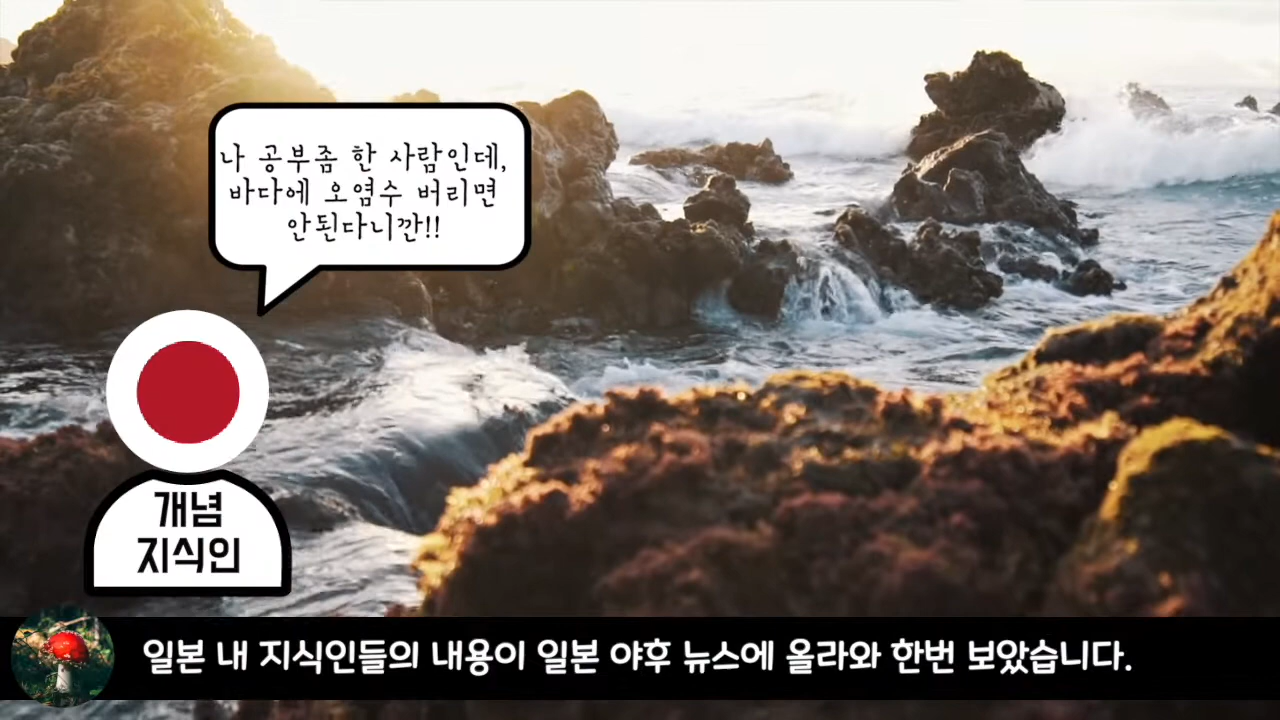 나 공부좀 한 사람인데,
바다에 오염수 버리면
안된다니깐!!
개념
지식인
일본 내 지식인들의 내용이 일본 야후 뉴스에 올라와 한번 보았습니다.